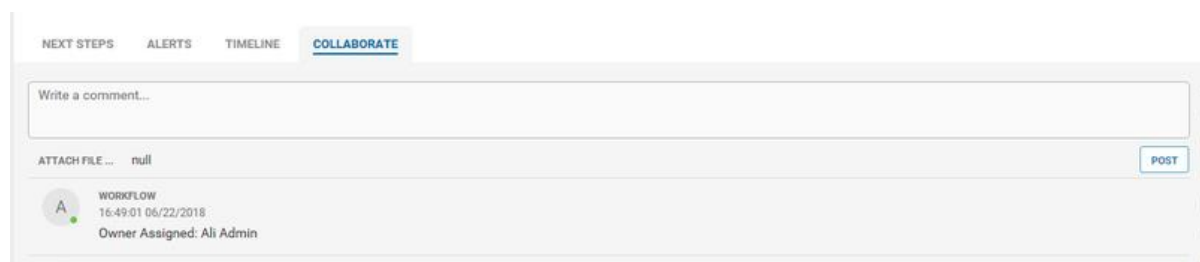 NEXT STEPS ALERTS TIMELINE COLLABORATE
Write a comment...
ATTACH FILE ... null POST
A
WORKFLOW
16:49:01 06/22/2018
Owner Assigned: Ali Admin